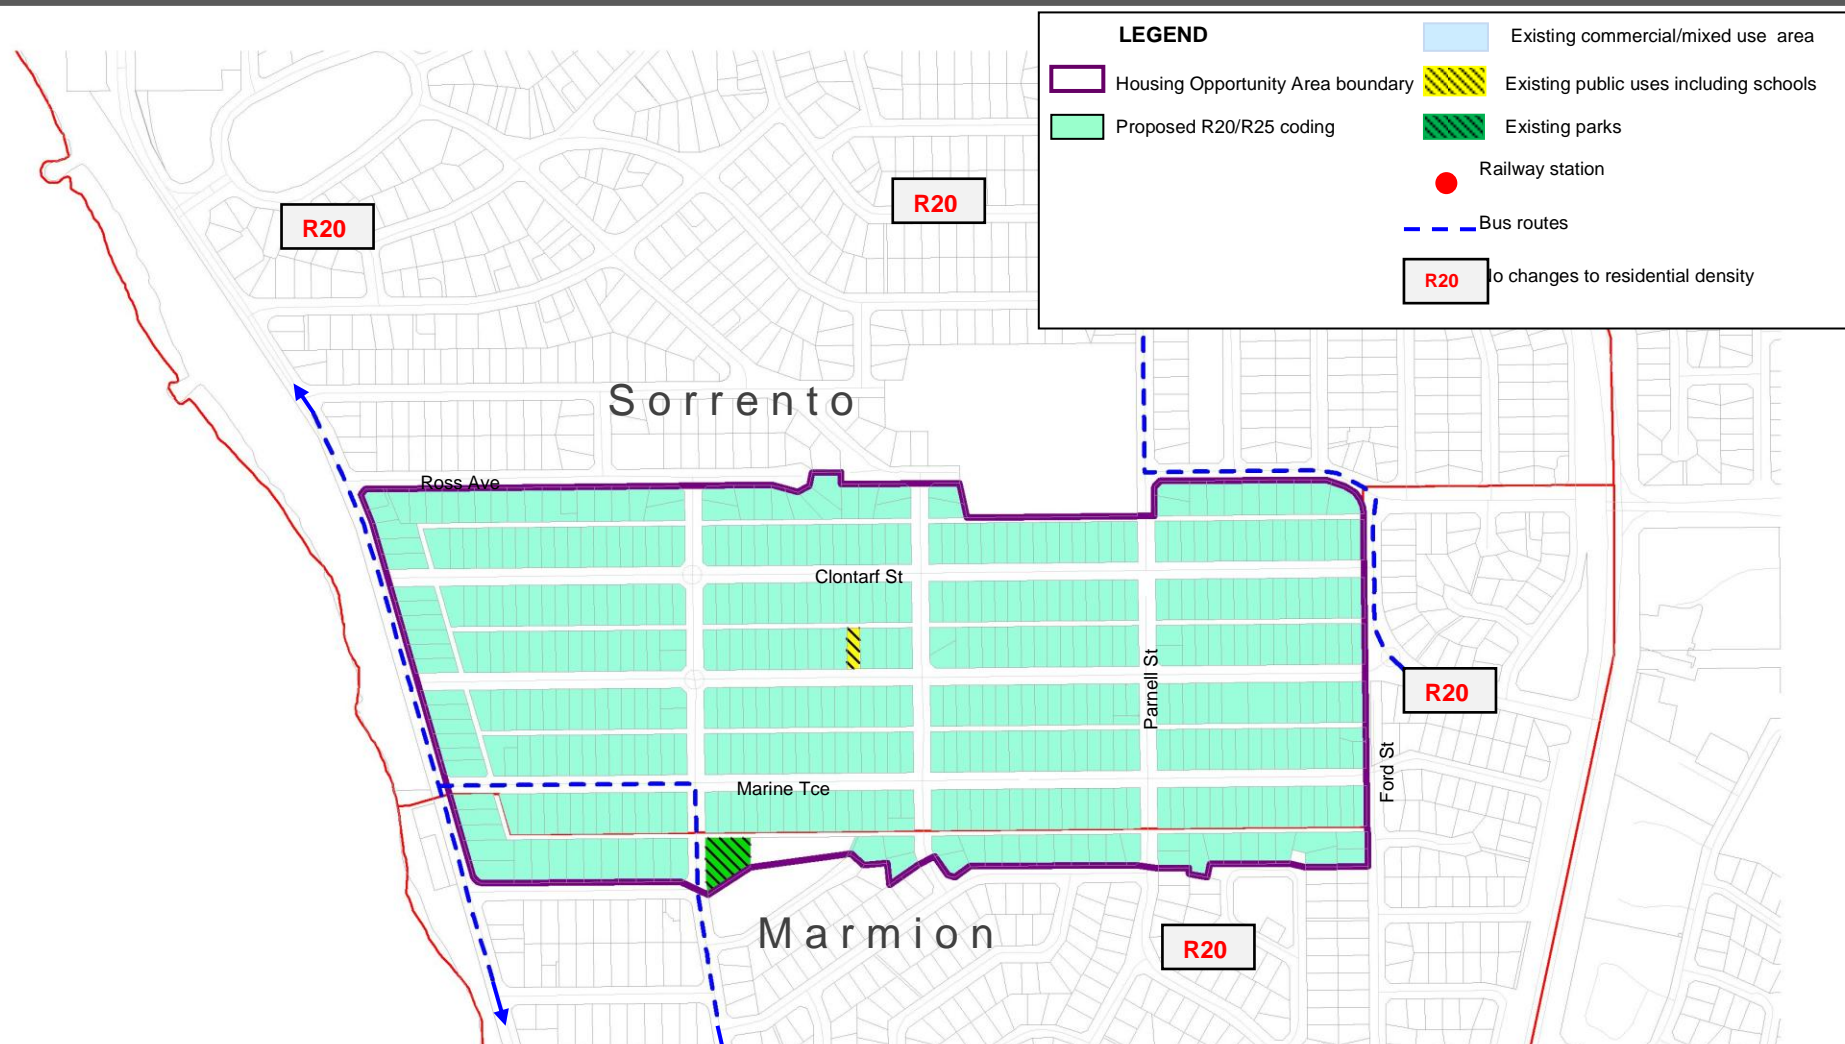 LEGEND
Existing commercial/mixed use area
Housing Opportunity Area boundary
Existing public uses including schools
Proposed R20/R25 coding
Existing parks
Railway station
Bus routes
R20
o changes to residential density
R20
R20
Sorrento
Ross Ave
Clontarf St
Parnell St
R20
Ford St
Marine Tce
Marmion
R20